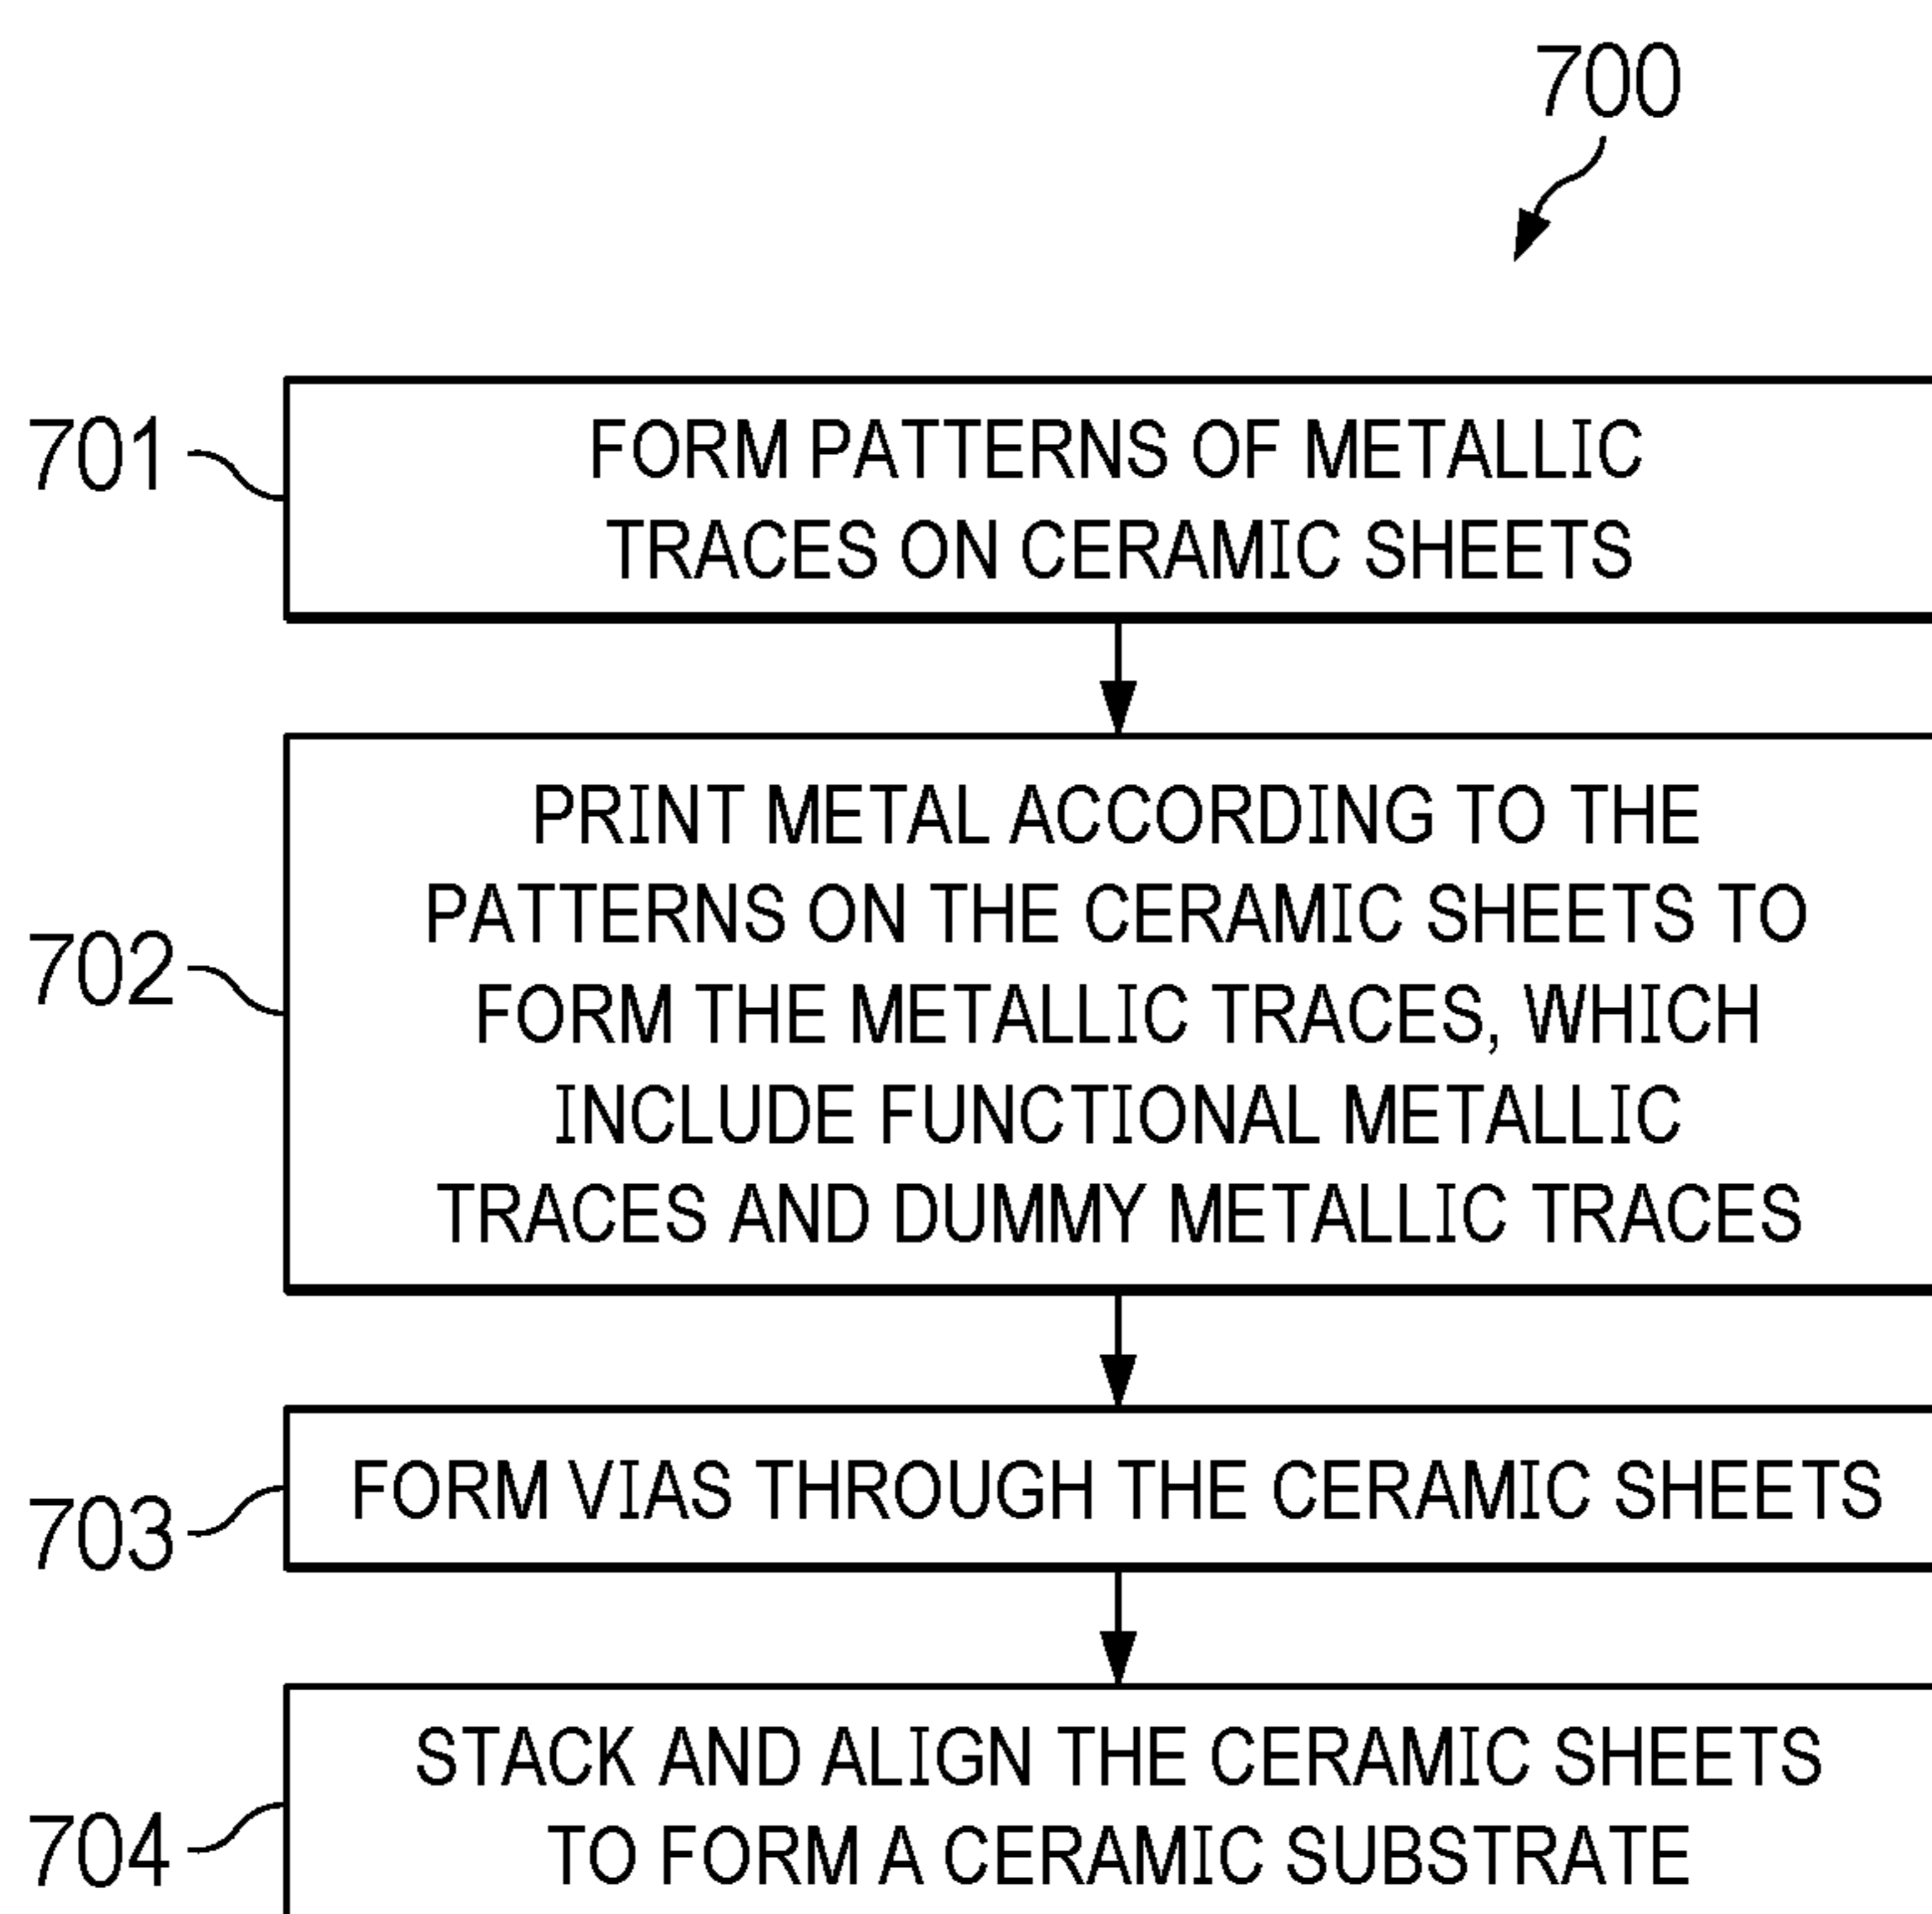 700
701
FORM PATTERNS OF METALLIC
TRACES ON CERAMIC SHEETS
702
PRINT METAL ACCORDING TO THE
PATTERNS ON THE CERAMIC SHEETS TO
FORM THE METALLIC TRACES, WHICH
INCLUDE FUNCTIONAL METALLIC
TRACES AND DUMMY METALLIC TRACES
703
FORM VIAS THROUGH THE CERAMIC SHEETS
704
STACK AND ALIGN THE CERAMIC SHEETS
TO FORM A CERAMIC SUBSTRATE